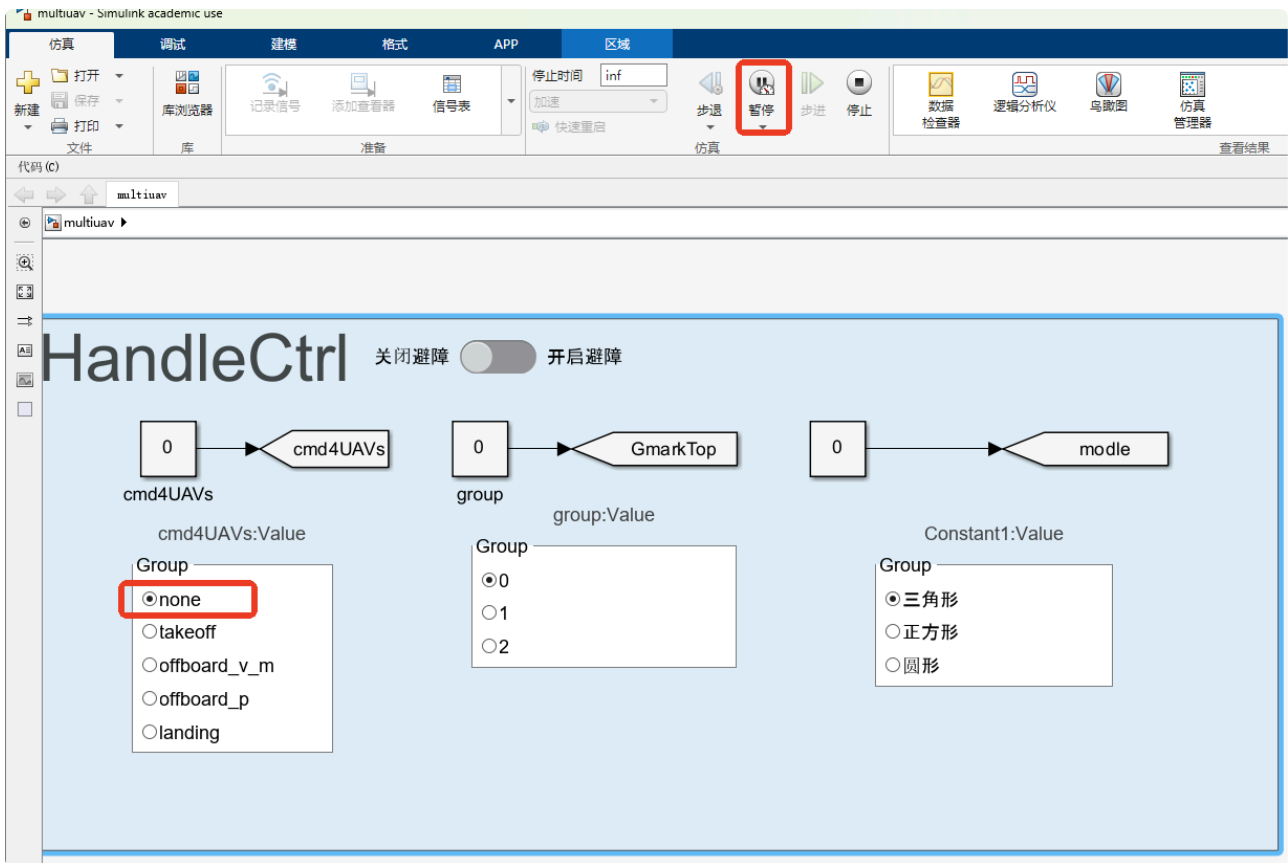 multiuav - Simulink academic use
仿真 调试 建模 格式 APP 区域
新建
打开
保存
打印
文件
库浏览器
库
记录信号 添加查看器 信号表
准备
停止时间 inf
加速
快速重启
步退 暂停 步进 停止
仿真
数据
检查器
逻辑分析仪 鸟瞰图
仿真
管理器
查看结果
代码(C)
multiuav
multiuav
HandleCtrl 关闭避障 开启避障
0 cmd4UAVs 0 GmarkTop 0 modle
cmd4UAVs group
cmd4UAVs:Value
Group
none
takeoff
offboard_v_m
offboard_p
landing
group:Value
Group
0
1
2
Constant1:Value
Group
三角形
正方形
圆形